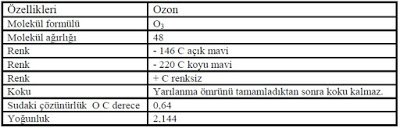 Özellikleri Ozon
Molekül formülü O₃
Molekül ağırlığı 48
Renk - 146 C açık mavi
Renk - 220 C koyu mavi
Renk + C renksiz
Koku Yarılanma ömrünü tamamladıktan sonra koku kalmaz.
Sudaki çözünürlük O C derece 0,64
Yoğunluk 2,144